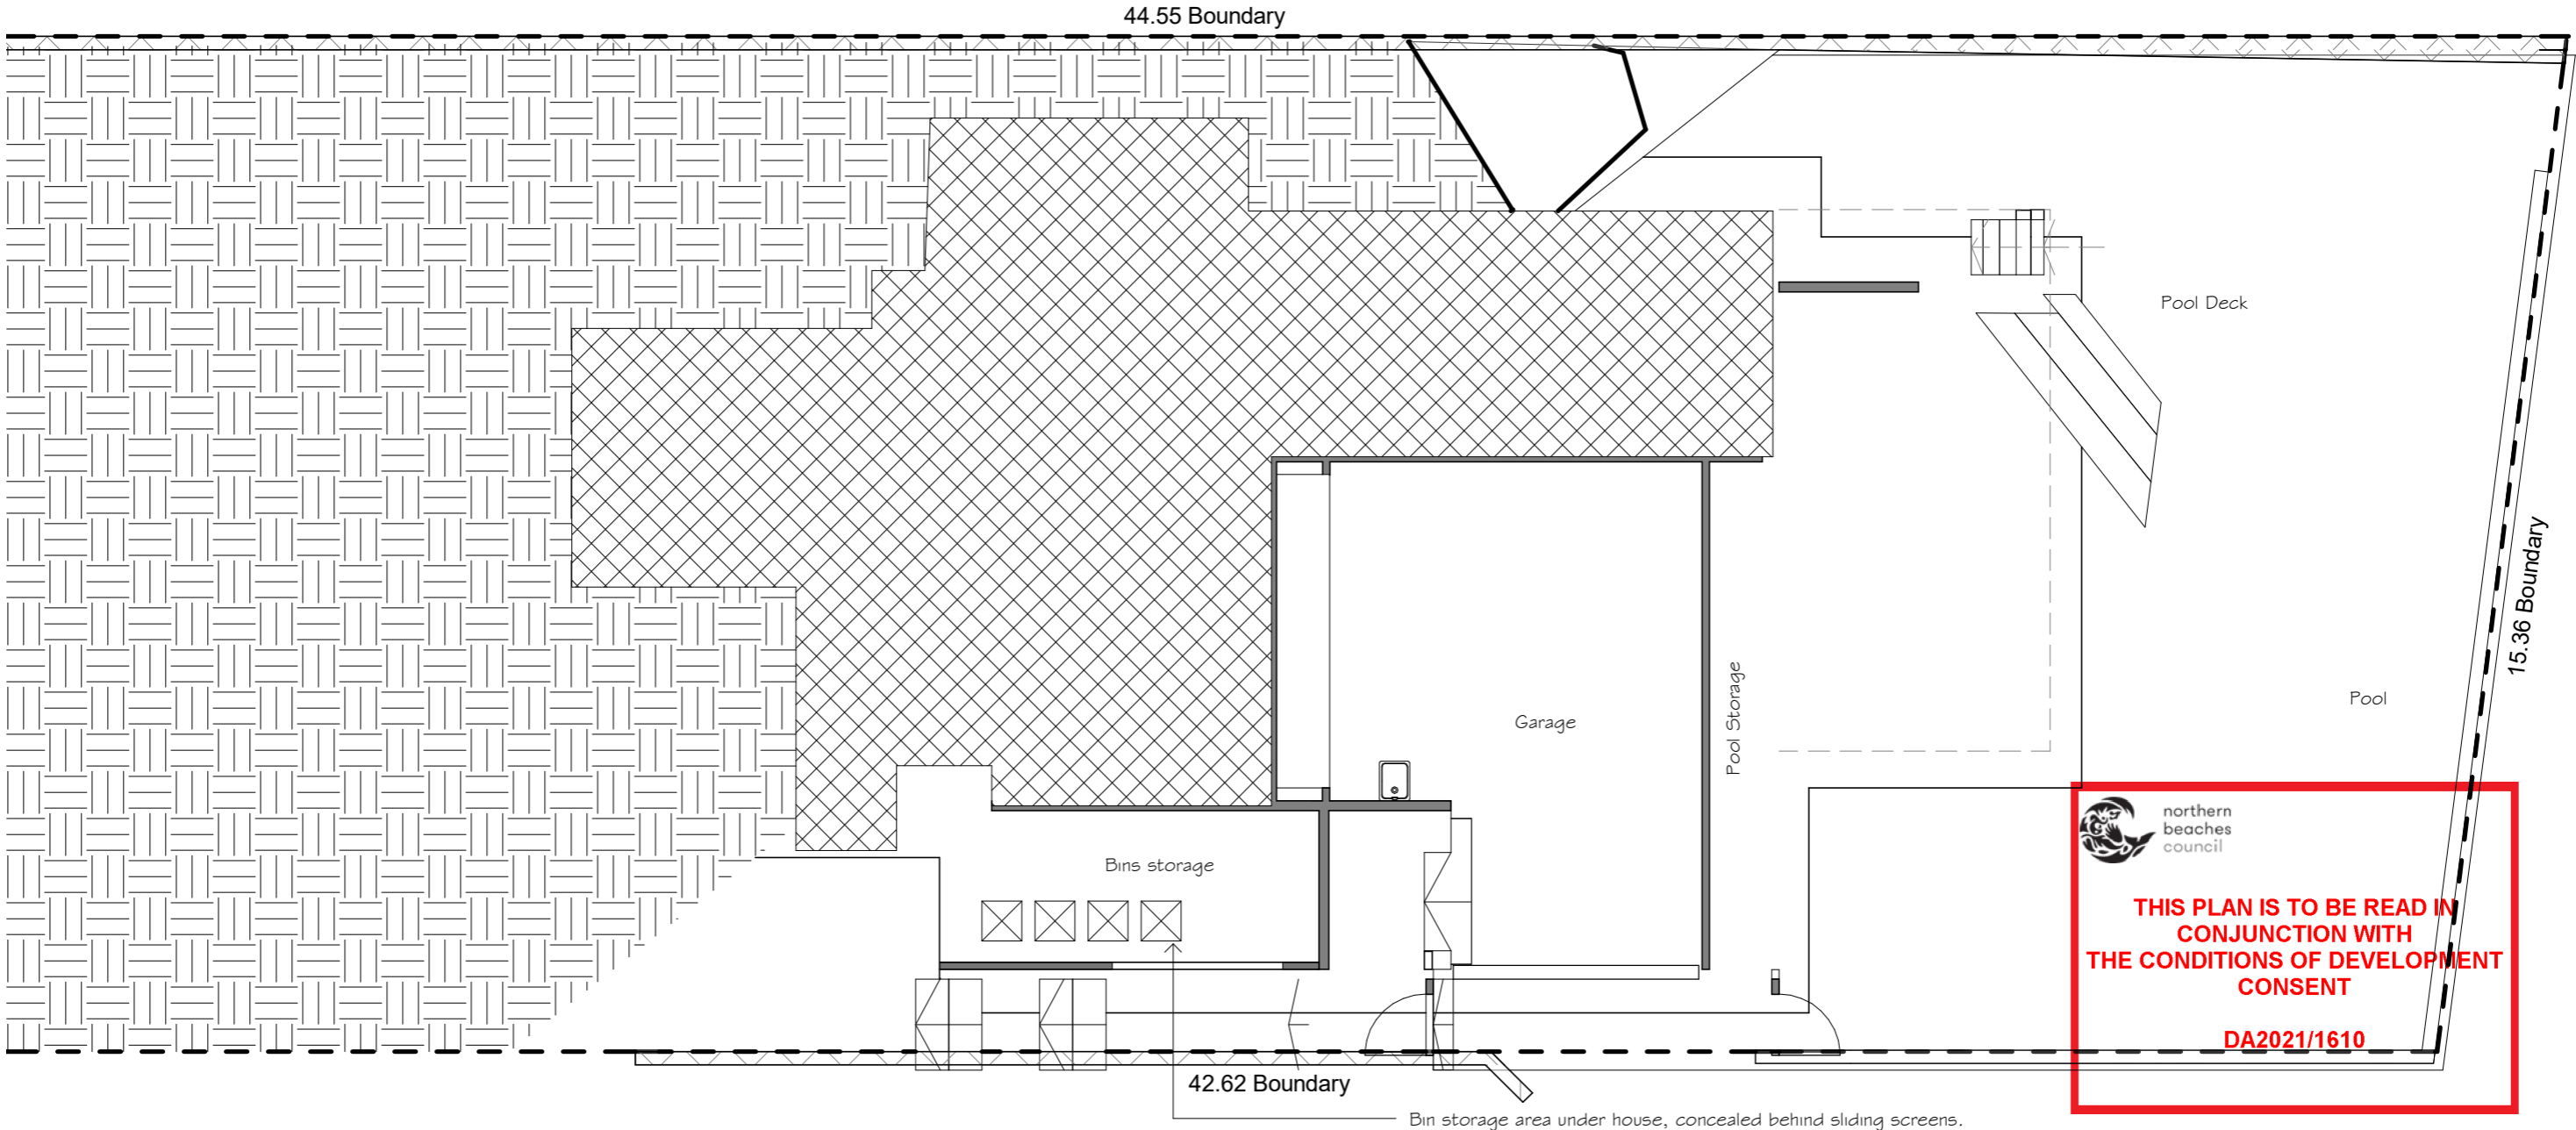 44.55 Boundary
Pool Deck
15.36 Boundary
Pool Storage
Pool
Garage
Bins storage
northern
beaches
council
THIS PLAN IS TO BE READ IN
CONJUNCTION WITH
THE CONDITIONS OF DEVELOPMENT
CONSENT
DA2021/1610
42.62 Boundary
Bin storage area under house, concealed behind sliding screens.